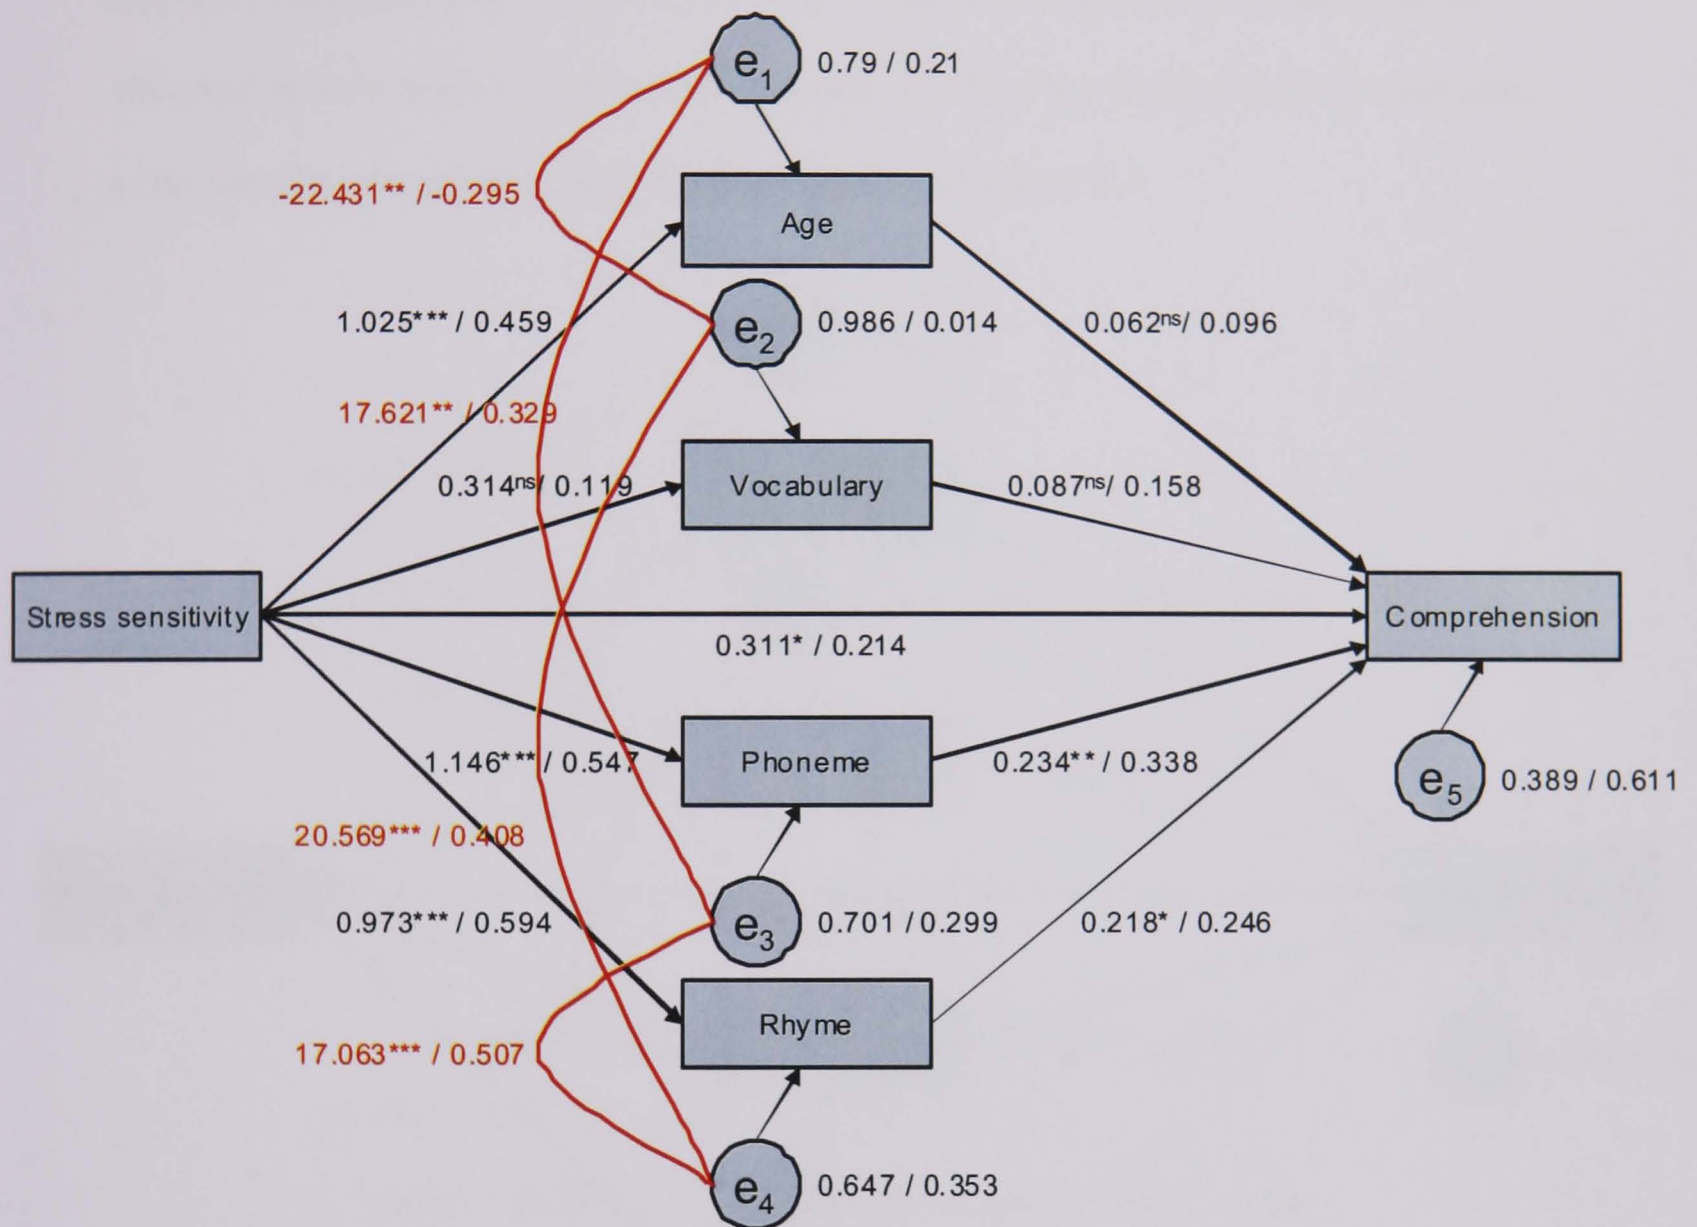 e1 0.79 / 0.21
-22.431** / -0.295
Age
1.025*** / 0.459
e2 0.986 / 0.014
0.062ns/ 0.096
17.621** / 0.329
0.314ns/ 0.119
Vocabulary
0.087ns/ 0.158
Stress sensitivity
Comprehension
0.311* / 0.214
1.146*** / 0.547
Phoneme
0.234** / 0.338
e5 0.389 / 0.611
20.569*** / 0.408
0.973*** / 0.594
e3 0.701 / 0.299
0.218* / 0.246
Rhyme
17.063*** / 0.507
e4 0.647 / 0.353